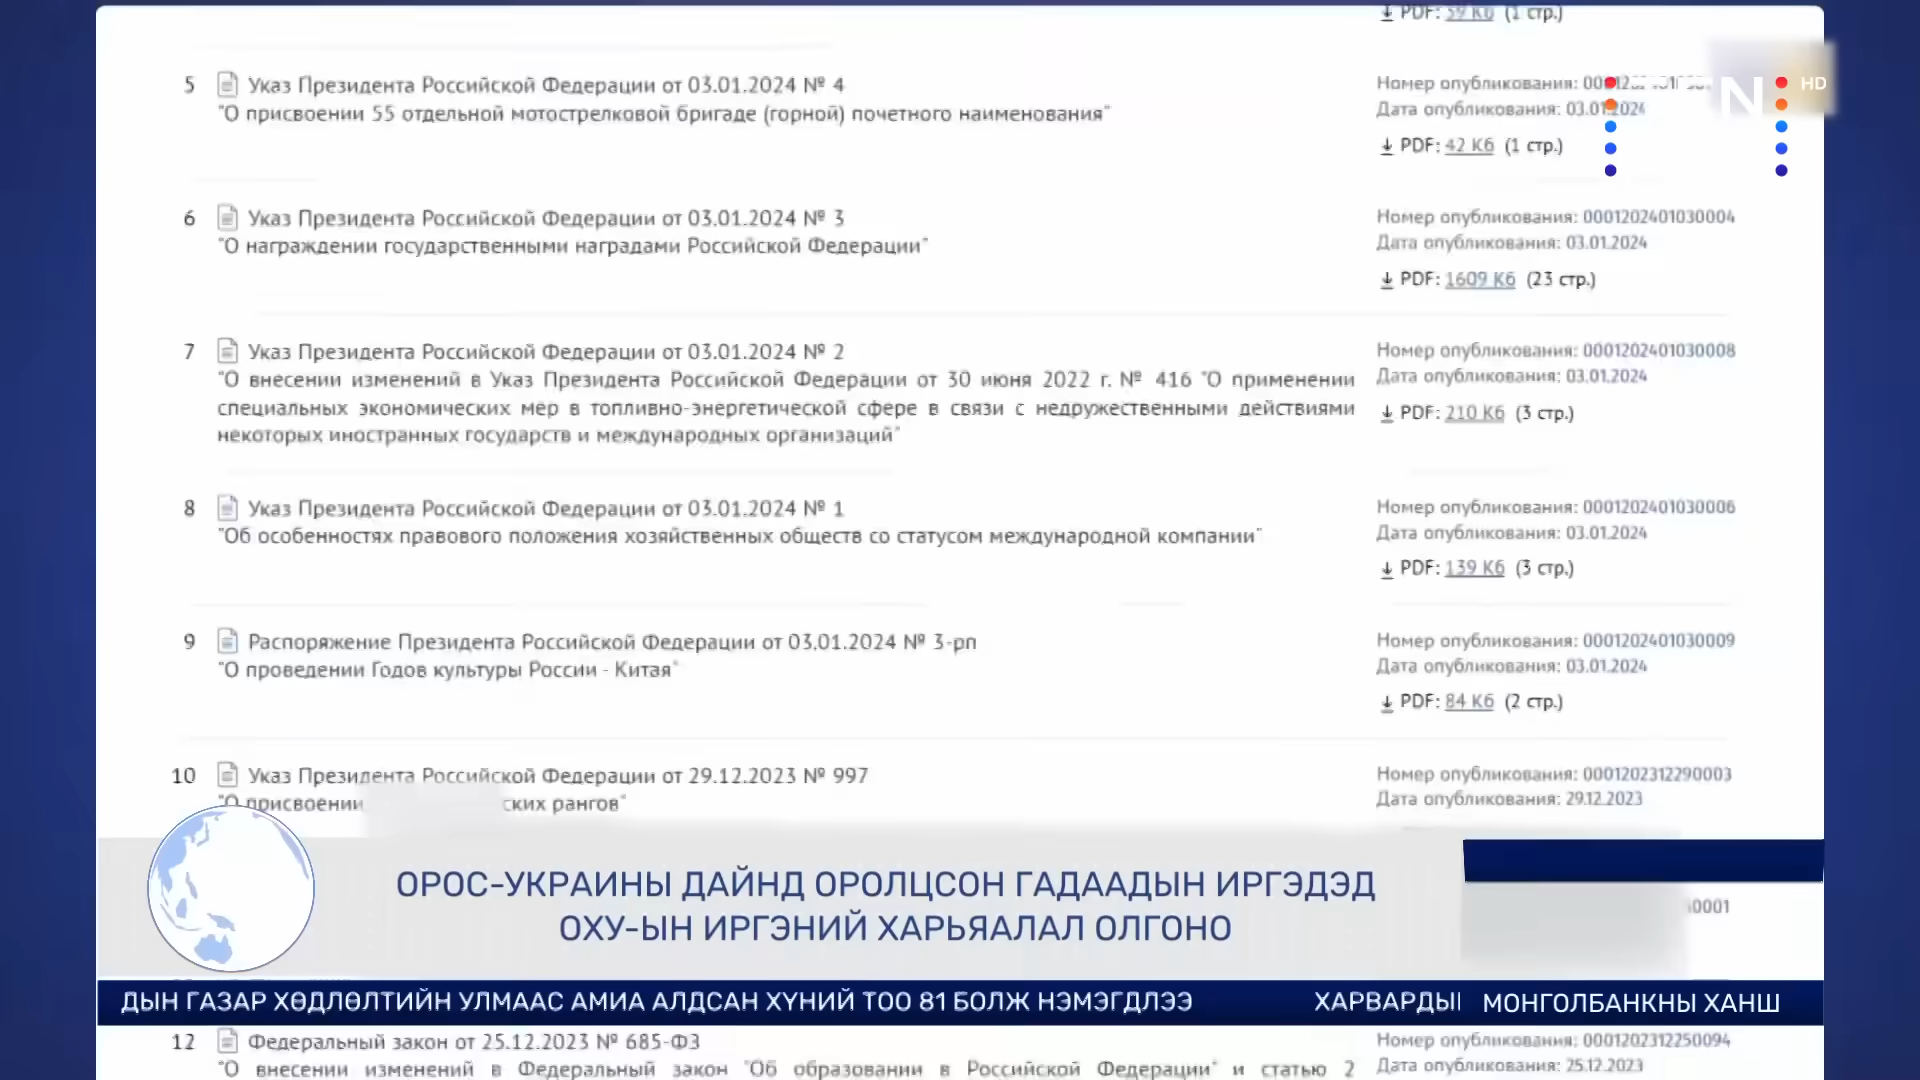 PDF: 59 Кб (1 стр.)
5 Указ Президента Российской Федерации от 03.01.2024 № 4
"О присвоении 55 отдельной мотострелковой бригаде (горной) почетного наименования"
Номер опубликования:
Дата опубликования: 03.01.2024
PDF: 42 Кб (1 стр.)
HD
6 Указ Президента Российской Федерации от 03.01.2024 № 3
"О награждении государственными наградами Российской Федерации"
Номер опубликования: 0001202401030004
Дата опубликования: 03.01.2024
PDF: 1609 Кб (23 стр.)
7 Указ Президента Российской Федерации от 03.01.2024 № 2
"О внесении изменений в Указ Президента Российской Федерации от 30 июня 2022 г. № 416 "О применении
специальных экономических мер в топливно-энергетической сфере в связи с недружественными действиями
некоторых иностранных государств и международных организаций"
Номер опубликования: 0001202401030008
Дата опубликования: 03.01.2024
PDF: 210 Кб (3 стр.)
8 Указ Президента Российской Федерации от 03.01.2024 № 1
"Об особенностях правового положения хозяйственных обществ со статусом международной компании"
Номер опубликования: 0001202401030006
Дата опубликования: 03.01.2024
PDF: 139 Кб (3 стр.)
9 Распоряжение Президента Российской Федерации от 03.01.2024 № 3-рп
"О проведении Годов культуры России - Китая"
Номер опубликования: 0001202401030009
Дата опубликования: 03.01.2024
PDF: 84 Кб (2 стр.)
10 Указ Президента Российской Федерации от 29.12.2023 № 997
"О присвоении ских рангов"
Номер опубликования: 0001202312290003
Дата опубликования: 29.12.2023
ОРОС-УКРАИНЫ ДАЙНД ОРОЛЦСОН ГАДААДЫН ИРГЭДЭД
ОХУ-ЫН ИРГЭНИЙ ХАРЬЯАЛАЛ ОЛГОНО
0001
ДЫН ГАЗАР ХӨДЛӨЛТИЙН УЛМААС АМИА АЛДСАН ХҮНИЙ ТОО 81 БОЛЖ НЭМЭГДЛЭЭ ХАРВАРДЫ
МОНГОЛБАНКНЫ ХАНШ
12 Федеральный закон от 25.12.2023 № 685-ФЗ
"О внесении изменений в Федеральный закон "Об образовании в Российской Федерации" и статью 2
Номер опубликования: 0001202312250094
Дата опубликования: 25.12.2023